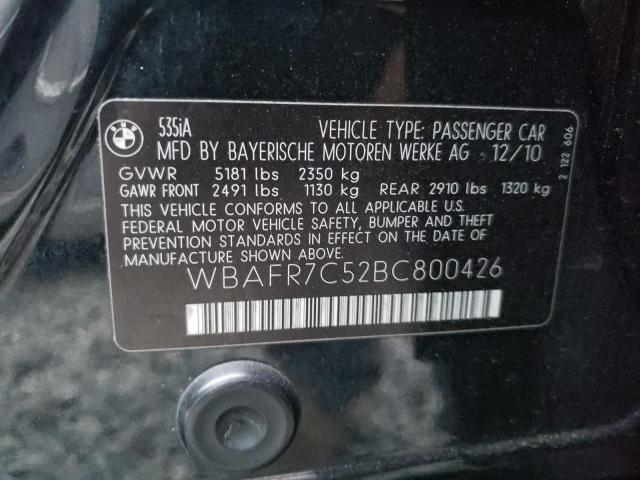 BMW
535iA VEHICLE TYPE: PASSENGER CAR
MFD BY BAYERISCHE MOTOREN WERKE AG 12/10
GVWR 5181 lbs 2350 kg
GAWR FRONT 2491 lbs 1130 kg REAR 2910 lbs 1320 kg
THIS VEHICLE CONFORMS TO ALL APPLICABLE U.S.
FEDERAL MOTOR VEHICLE SAFETY, BUMPER AND THEFT
PREVENTION STANDARDS IN EFFECT ON THE DATE OF
MANUFACTURE SHOWN ABOVE.
WBAFR7C52BC800426
2 122 606